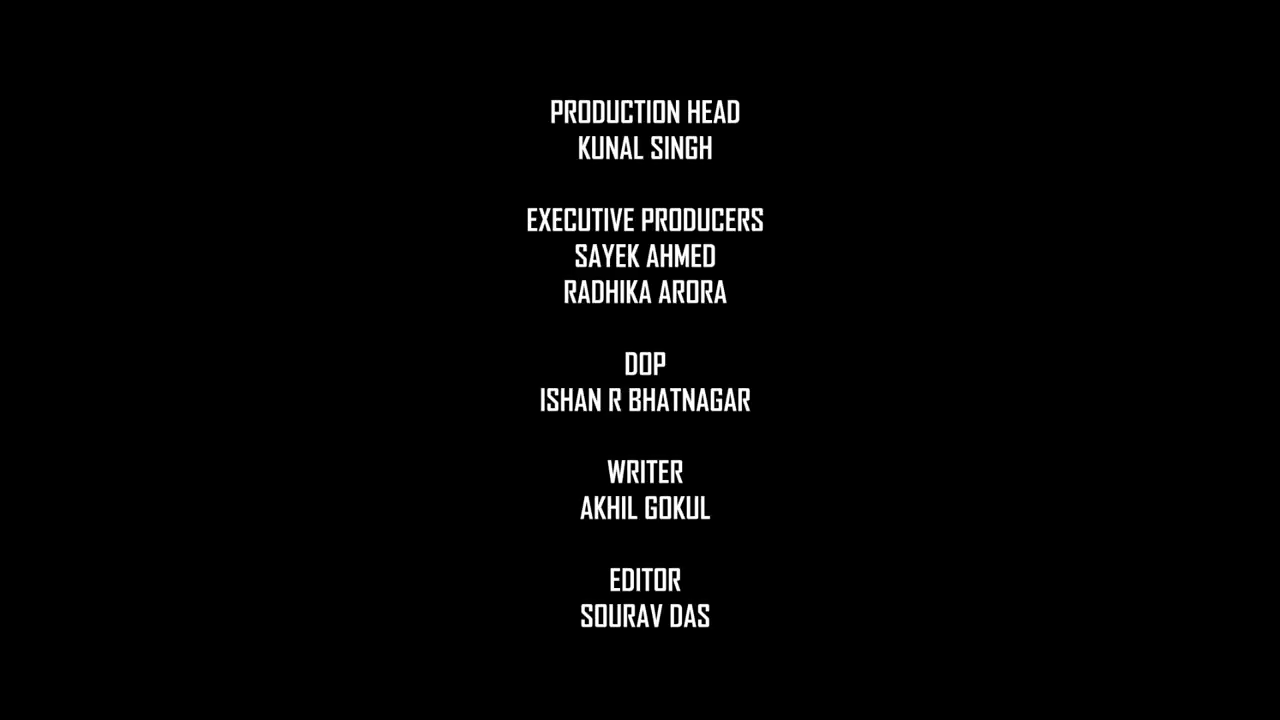 PRODUCTION HEAD
KUNAL SINGH
EXECUTIVE PRODUCERS
SAYEK AHMED
RADHIKA ARORA
DOP
ISHAN R BHATNAGAR
WRITER
AKHIL GOKUL
EDITOR
SOURAV DAS